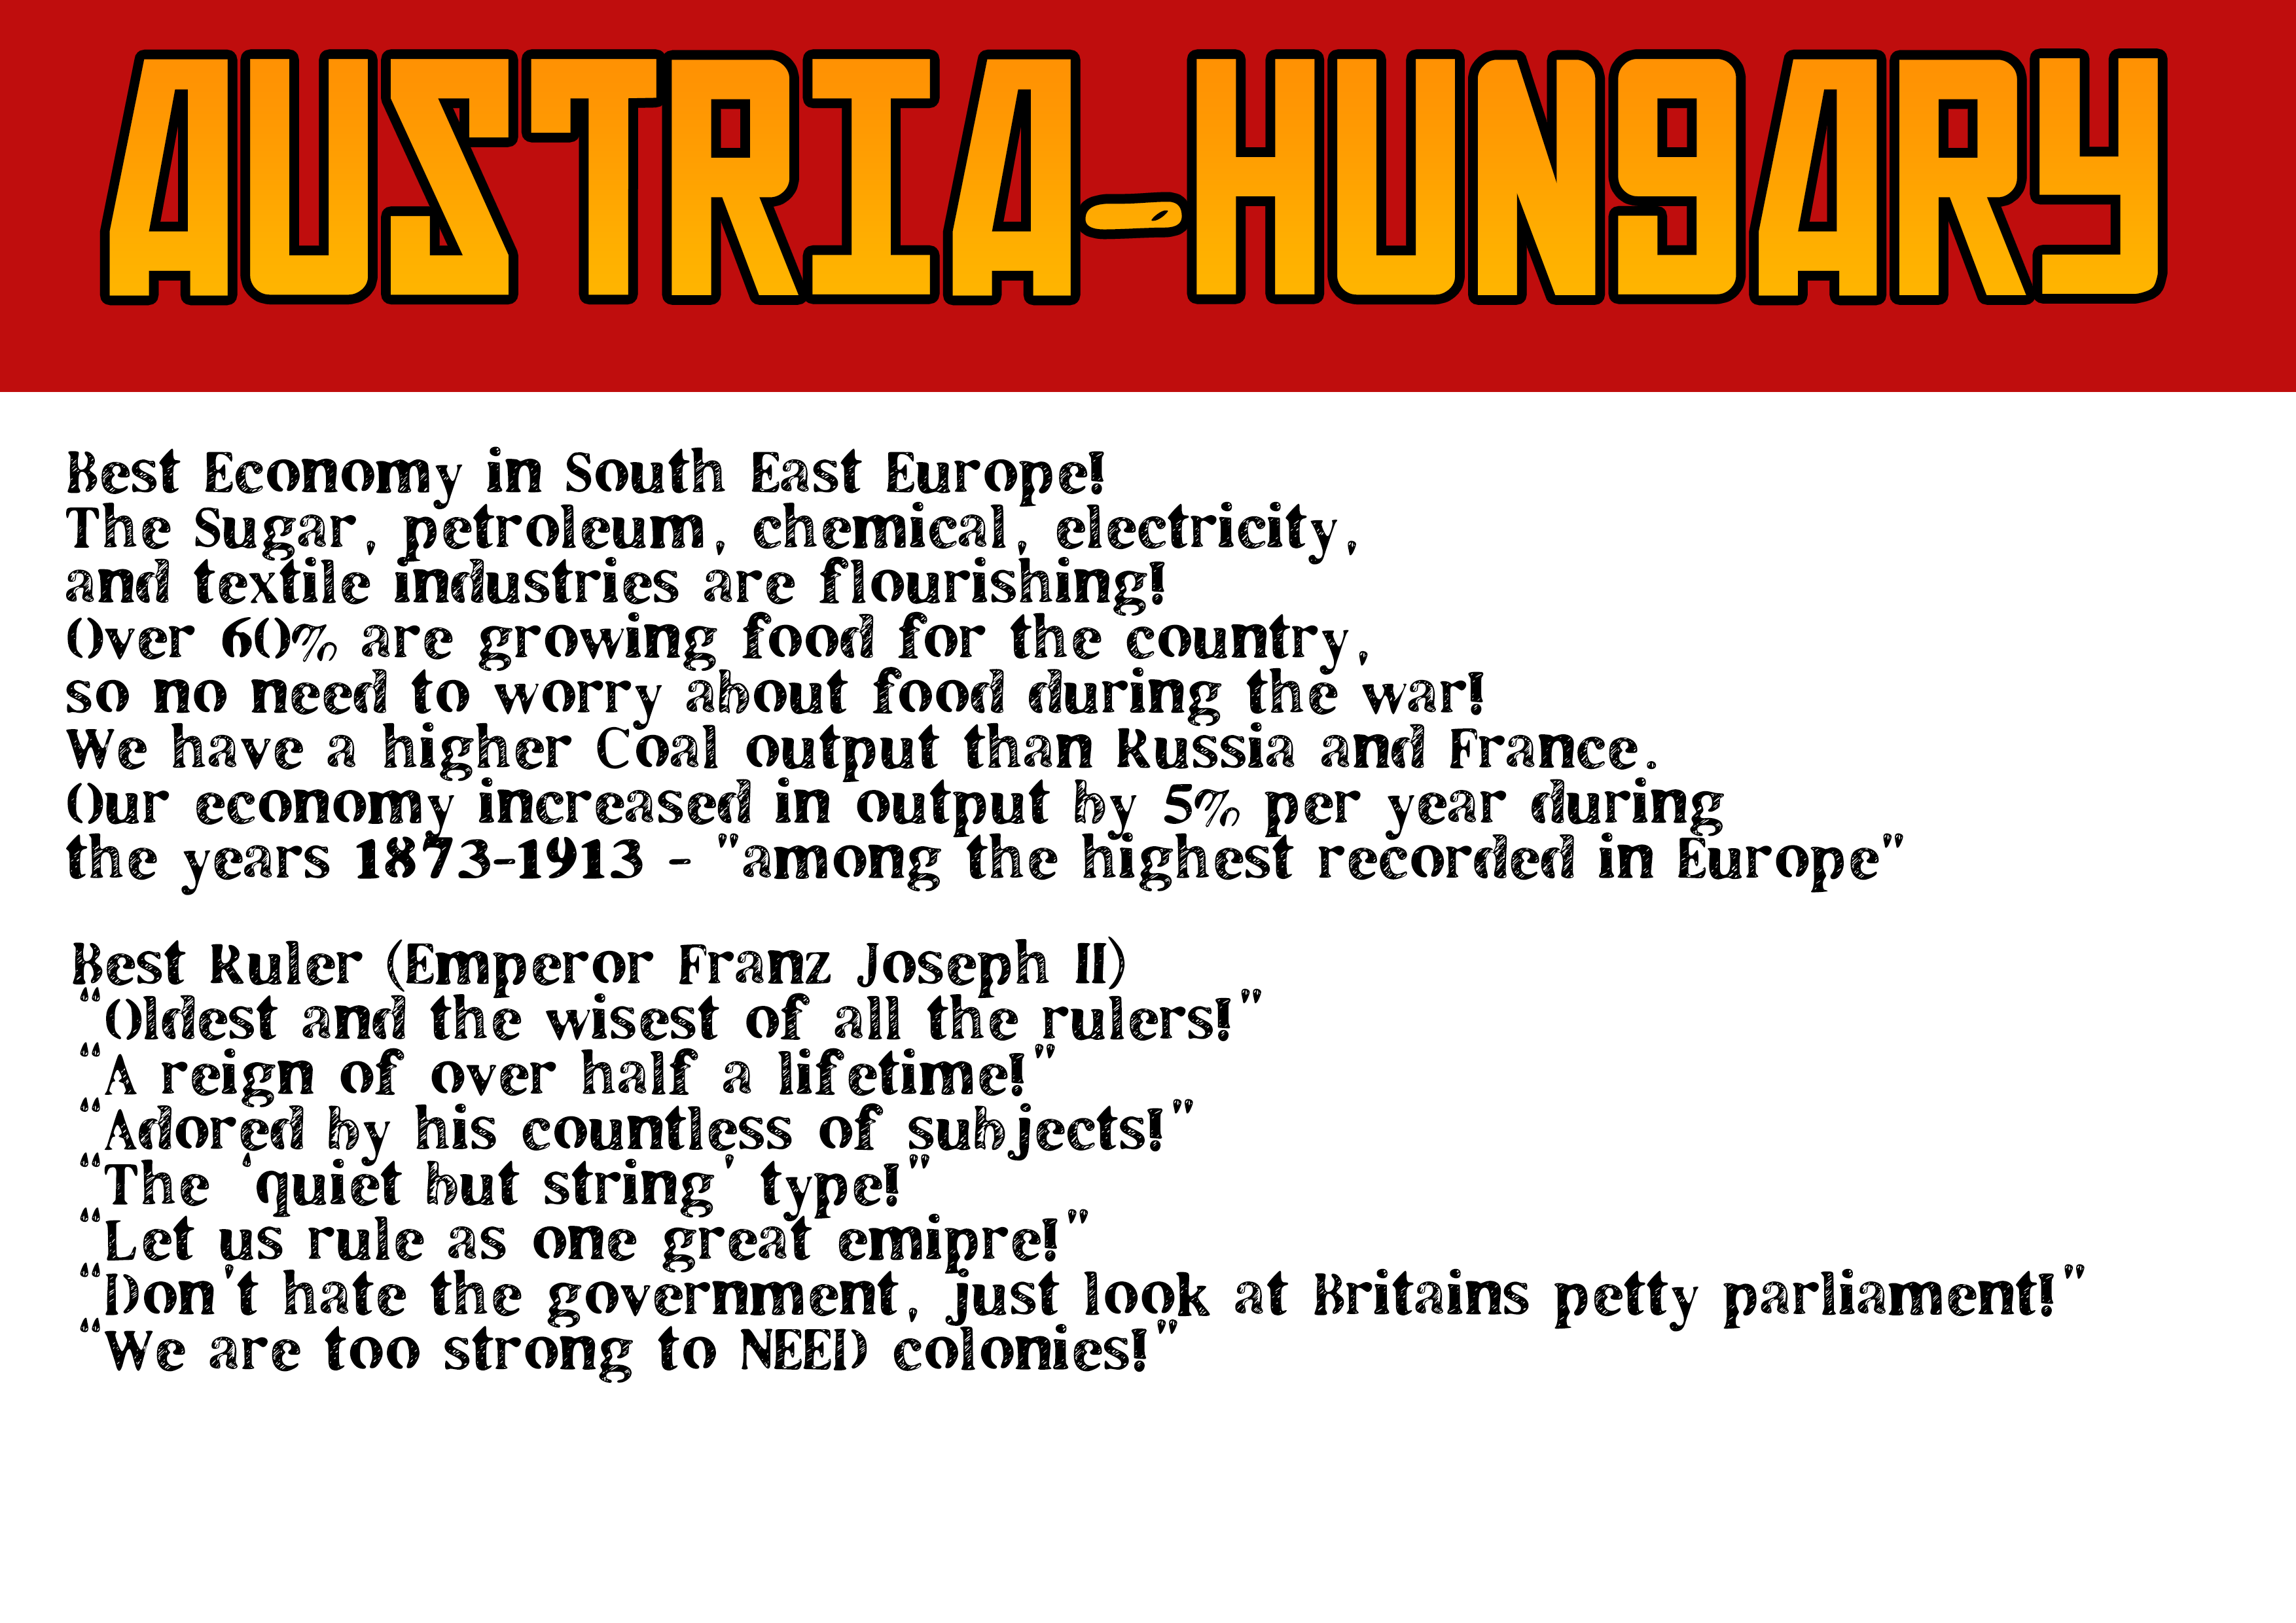 AUSTRIA-HUNGARY
Best Economy in South East Europe!
The Sugar, petroleum, chemical, electricity,
and textile industries are flourishing!
Over 60% are growing food for the country,
so no need to worry about food during the war!
We have a higher Coal output than Russia and France.
Our economy increased in output by 5% per year during
the years 1873-1913 - "among the highest recorded in Europe"
Best Ruler (Emperor Franz Joseph II)
"Oldest and the wisest of all the rulers!"
"A reign of over half a lifetime!"
"Adored by his countless of subjects!"
"The 'quiet but string' type!"
"Let us rule as one great emipre!"
"Don't hate the government, just look at Britains petty parliament!"
"We are too strong to NEED colonies!"